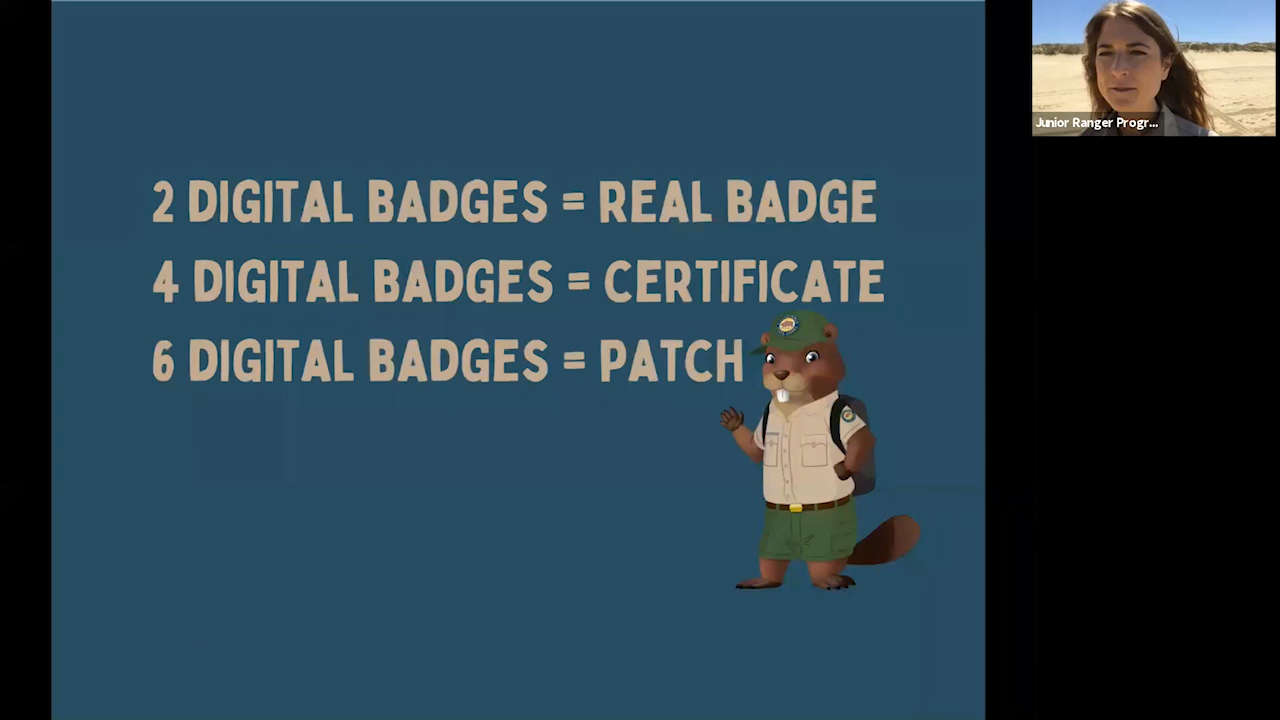 2 DIGITAL BADGES = REAL BADGE
4 DIGITAL BADGES = CERTIFICATE
6 DIGITAL BADGES = PATCH
Junior Ranger Progr...